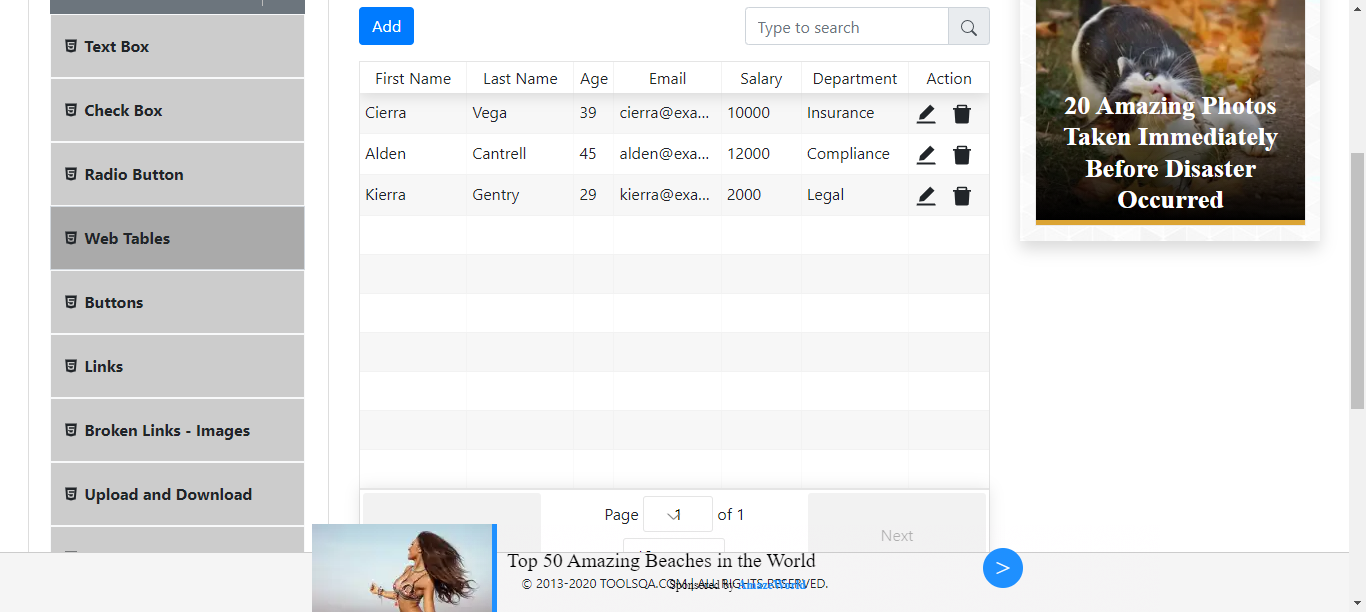 Text Box
Check Box
Radio Button
Web Tables
Buttons
Links
Broken Links - Images
Upload and Download
Add
Type to search
First Name Last Name Age Email Salary Department Action
Cierra Vega 39 cierra@exa... 10000 Insurance
Alden Cantrell 45 alden@exa... 12000 Compliance
Kierra Gentry 29 kierra@exa... 2000 Legal
Page 1 of 1
Next
20 Amazing Photos
Taken Immediately
Before Disaster
Occurred
Top 50 Amazing Beaches in the World
>
© 2013-2020 TOOLSQA.COM | ALL RIGHTS RESERVED.
Sponsored by